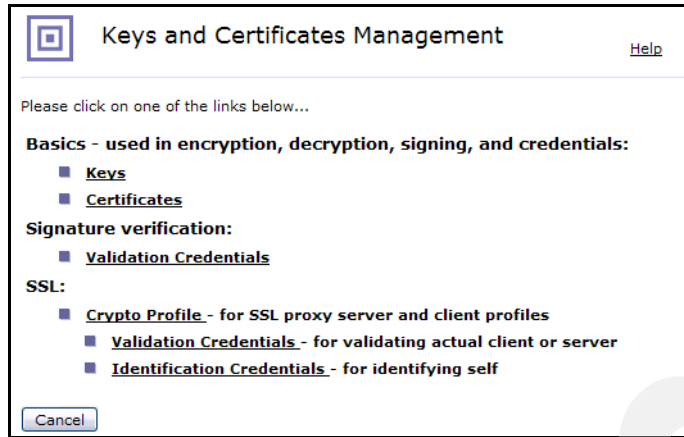 Keys and Certificates Management
Help
Please click on one of the links below...
Basics - used in encryption, decryption, signing, and credentials:
Keys
Certificates
Signature verification:
Validation Credentials
SSL:
Crypto Profile - for SSL proxy server and client profiles
Validation Credentials - for validating actual client or server
Identification Credentials - for identifying self
Cancel